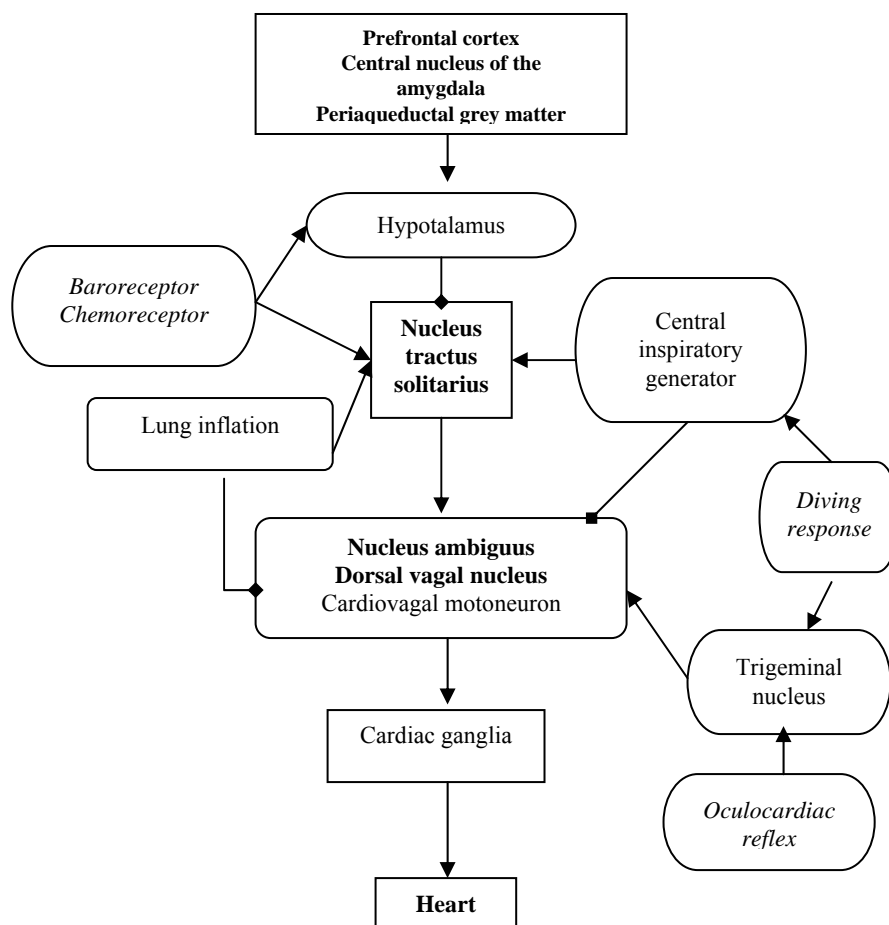 Prefrontal cortex
Central nucleus of the
amygdala
Periaqueductal grey matter
Hypotalamus
Baroreceptor
Chemoreceptor
Nucleus
tractus
solitarius
Central
inspiratory
generator
Lung inflation
Diving
response
Nucleus ambiguus
Dorsal vagal nucleus
Cardiovagal motoneuron
Trigeminal
nucleus
Cardiac ganglia
Oculocardiac
reflex
Heart